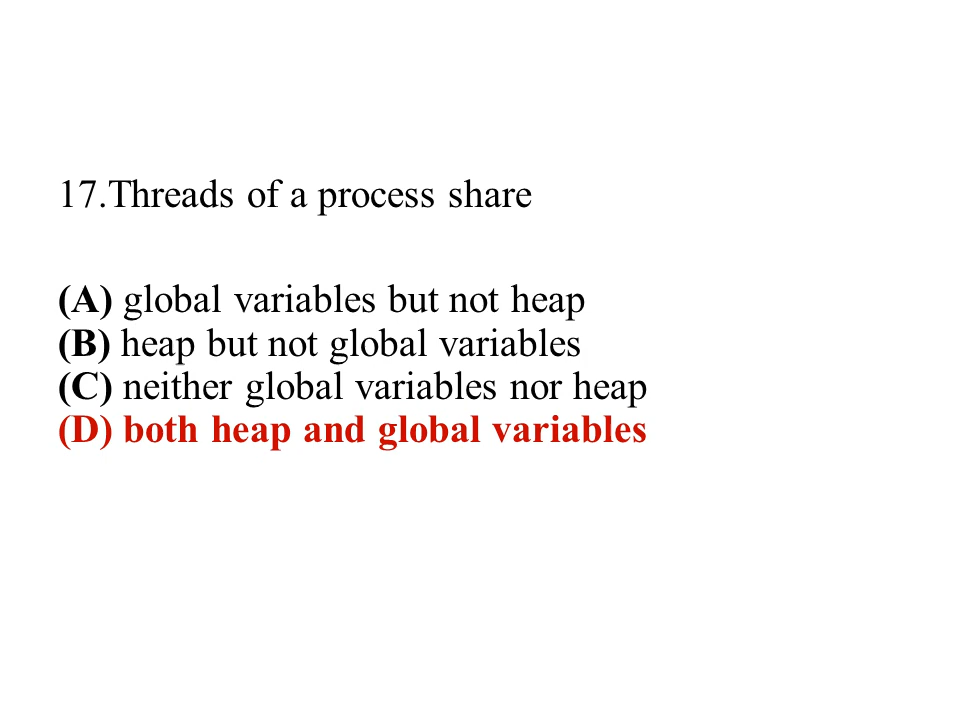 17.Threads of a process share
(A) global variables but not heap
(B) heap but not global variables
(C) neither global variables nor heap
(D) both heap and global variables